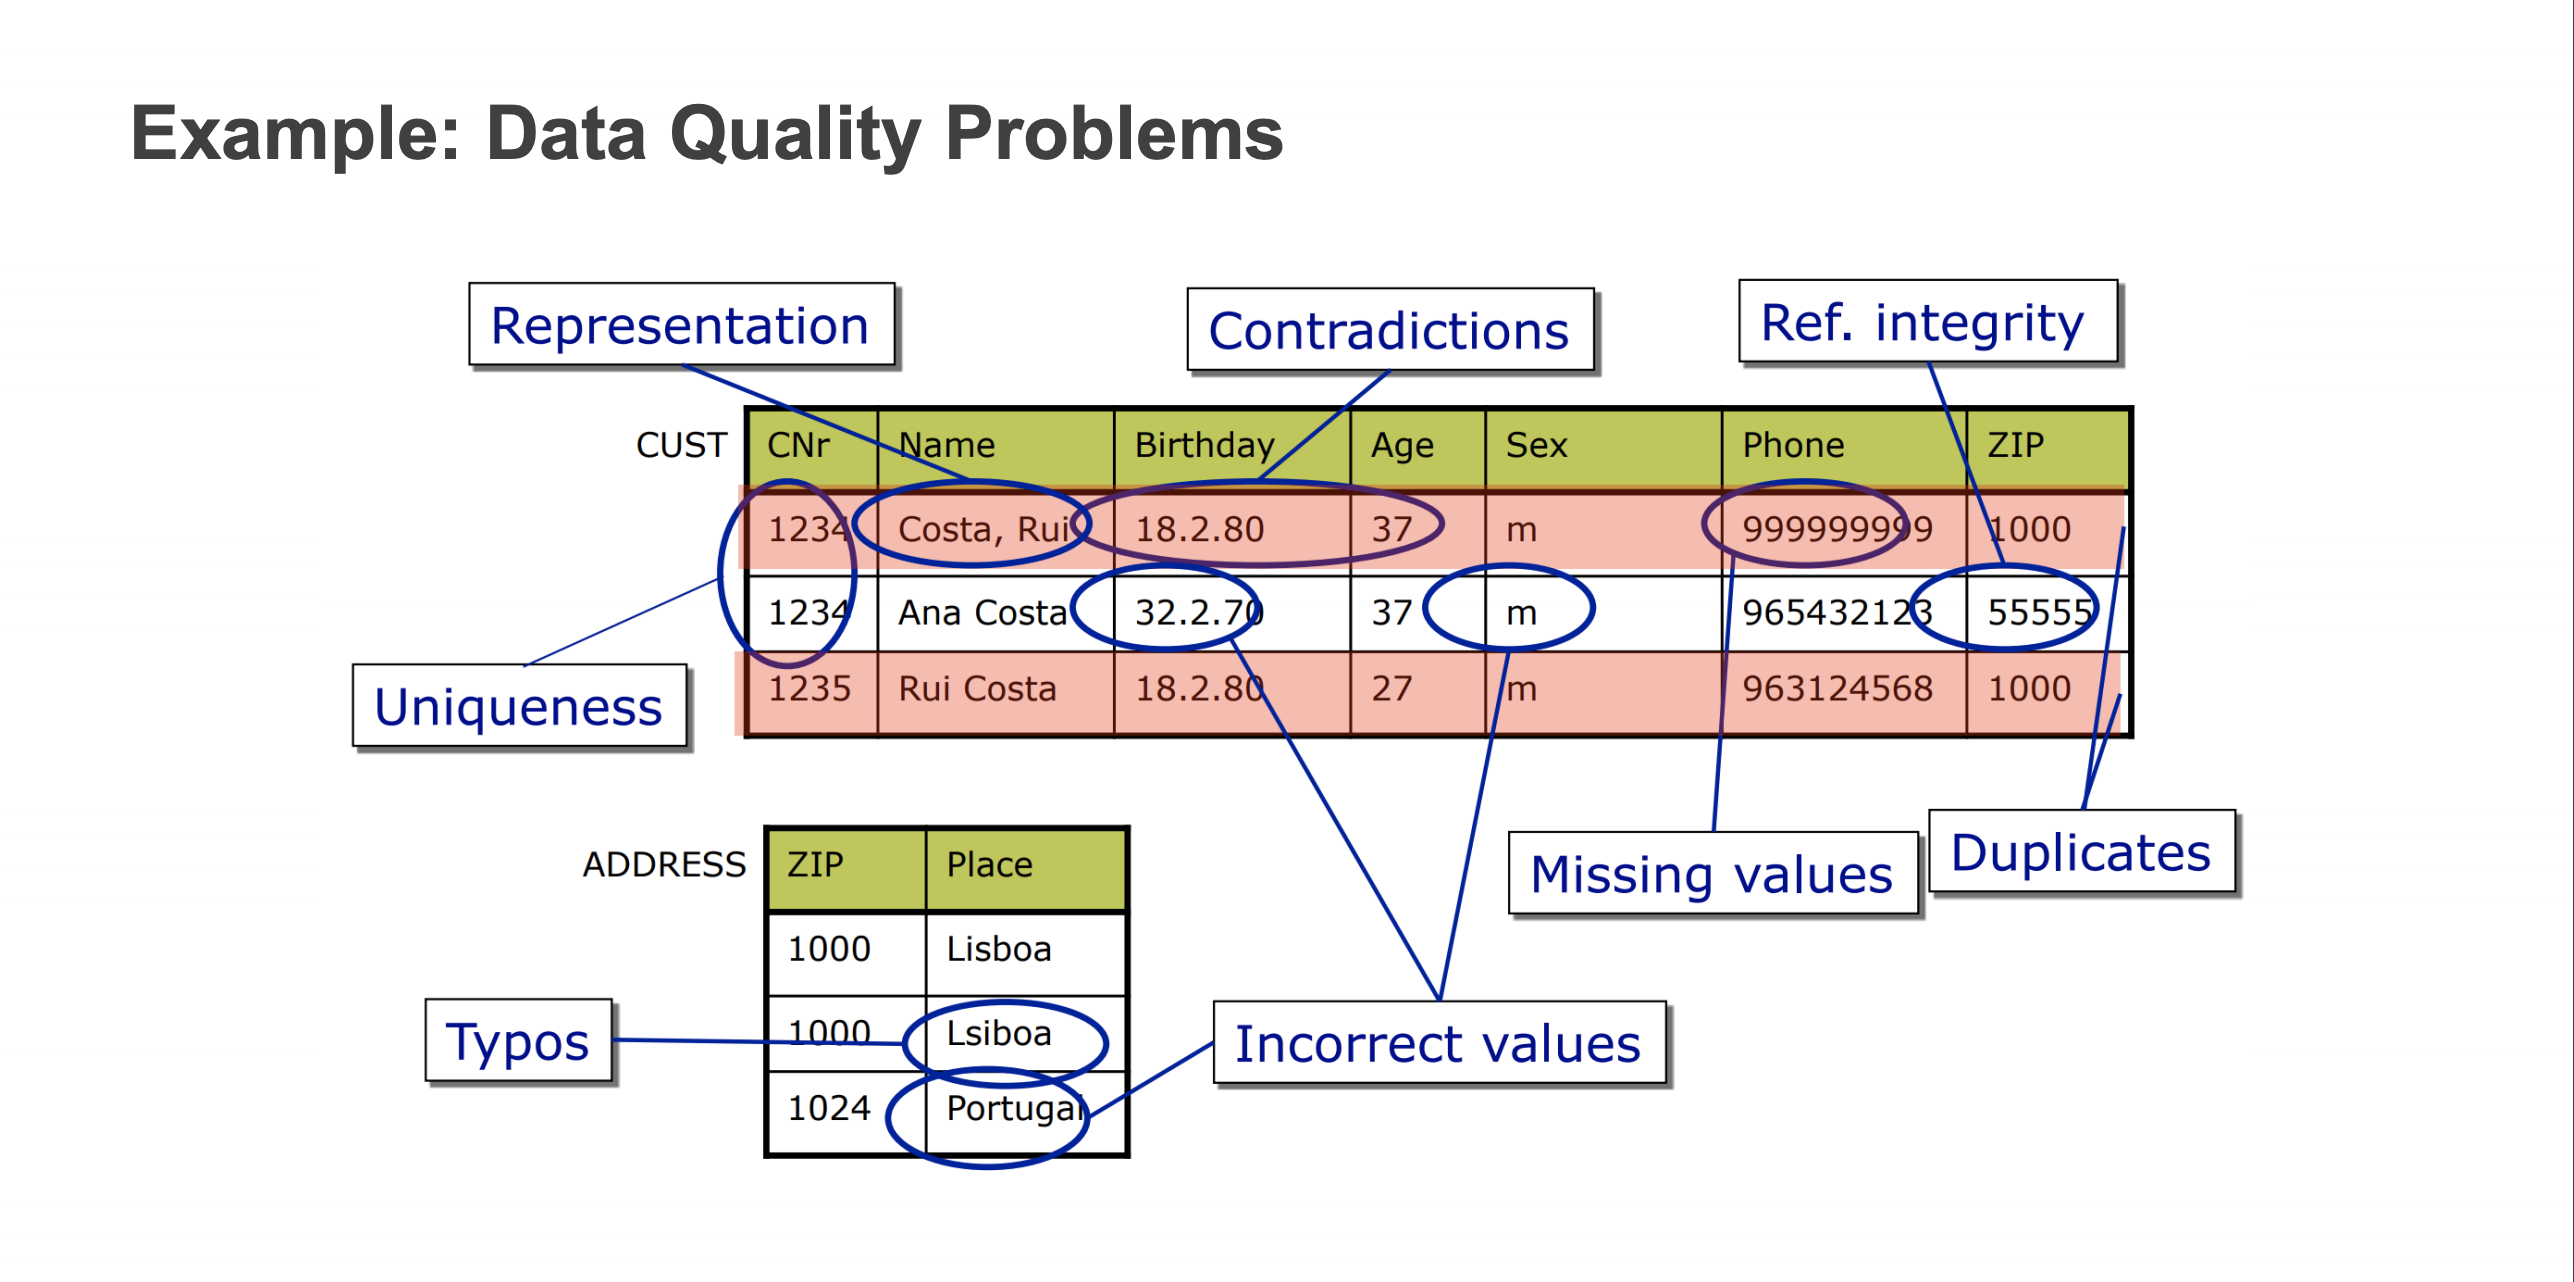 Example: Data Quality Problems
Representation
Contradictions
Ref. integrity
CUST
CNr Name Birthday Age Sex Phone ZIP
1234 Costa, Rui 18.2.80 37 m 999999999 1000
1234 Ana Costa 32.2.70 37 m 965432123 55555
1235 Rui Costa 18.2.80 27 m 963124568 1000
Uniqueness
Missing values
Duplicates
ADDRESS
ZIP Place
1000 Lisboa
1000 Lsiboa
1024 Portugal
Typos
Incorrect values